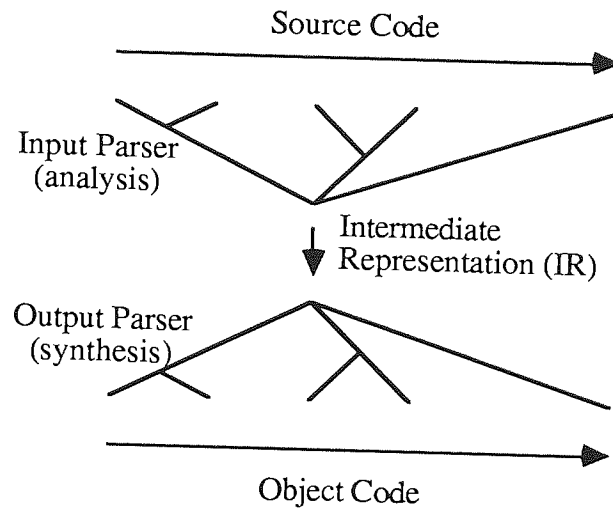 Source Code
Input Parser
(analysis)
Intermediate
Representation (IR)
Output Parser
(synthesis)
Object Code